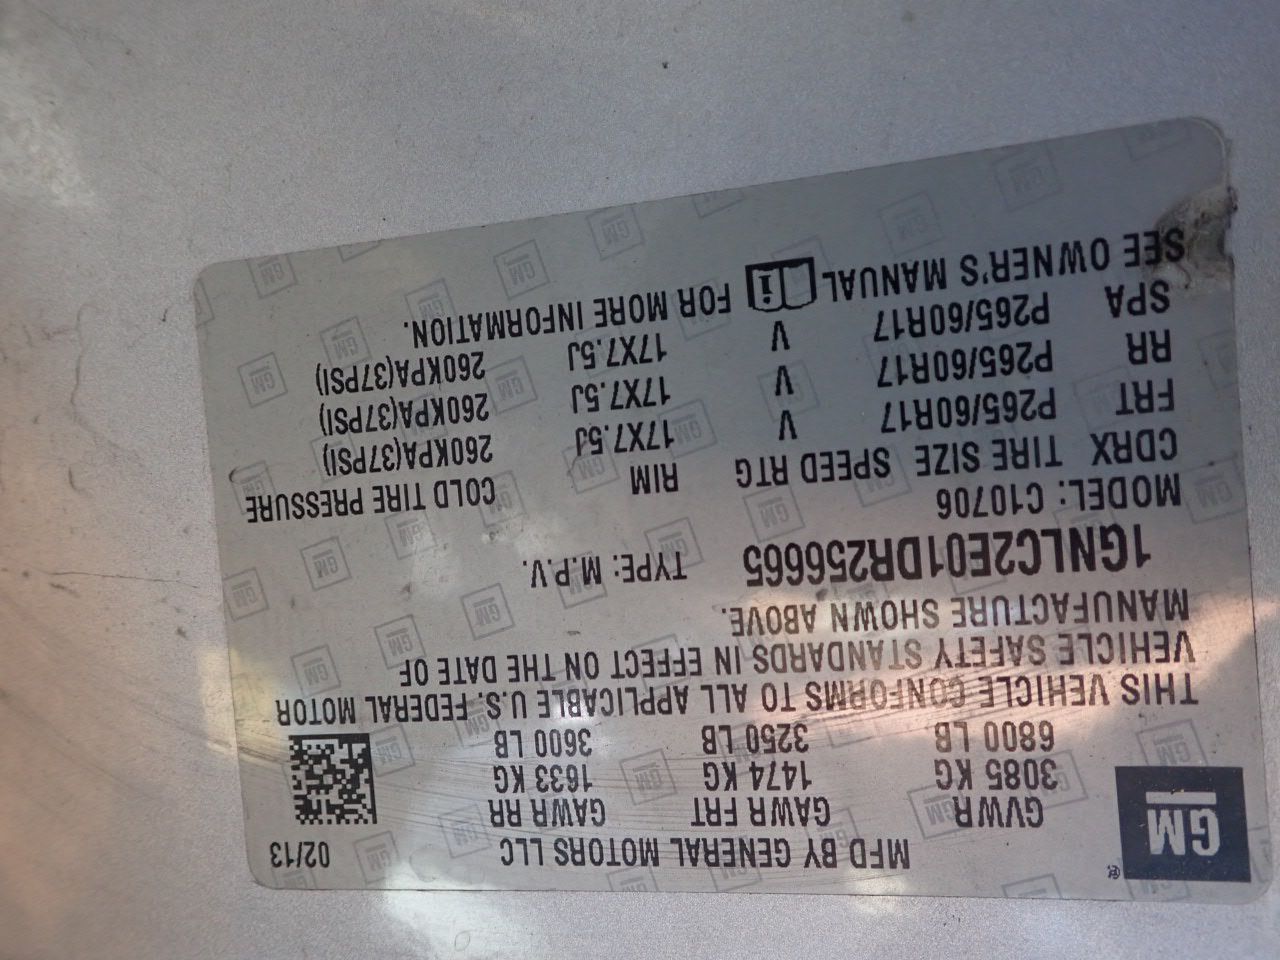 GM
MFD BY GENERAL MOTORS LLC 02/13
GVWR GAWR FRT GAWR RR
3085 KG 1474 KG 1633 KG
6800 LB 3250 LB 3600 LB
THIS VEHICLE CONFORMS TO ALL APPLICABLE U.S. FEDERAL MOTOR
VEHICLE SAFETY STANDARDS IN EFFECT ON THE DATE OF
MANUFACTURE SHOWN ABOVE.
1GNLC2E01DR256665 TYPE: M.P.V.
MODEL: C10706
CDRX TIRE SIZE SPEED RTG RIM COLD TIRE PRESSURE
FRT P265/60R17 V 17X7.5J 260KPA(37PSI)
RR P265/60R17 V 17X7.5J 260KPA(37PSI)
SPA P265/60R17 V 17X7.5J 260KPA(37PSI)
SEE OWNER'S MANUAL FOR MORE INFORMATION.